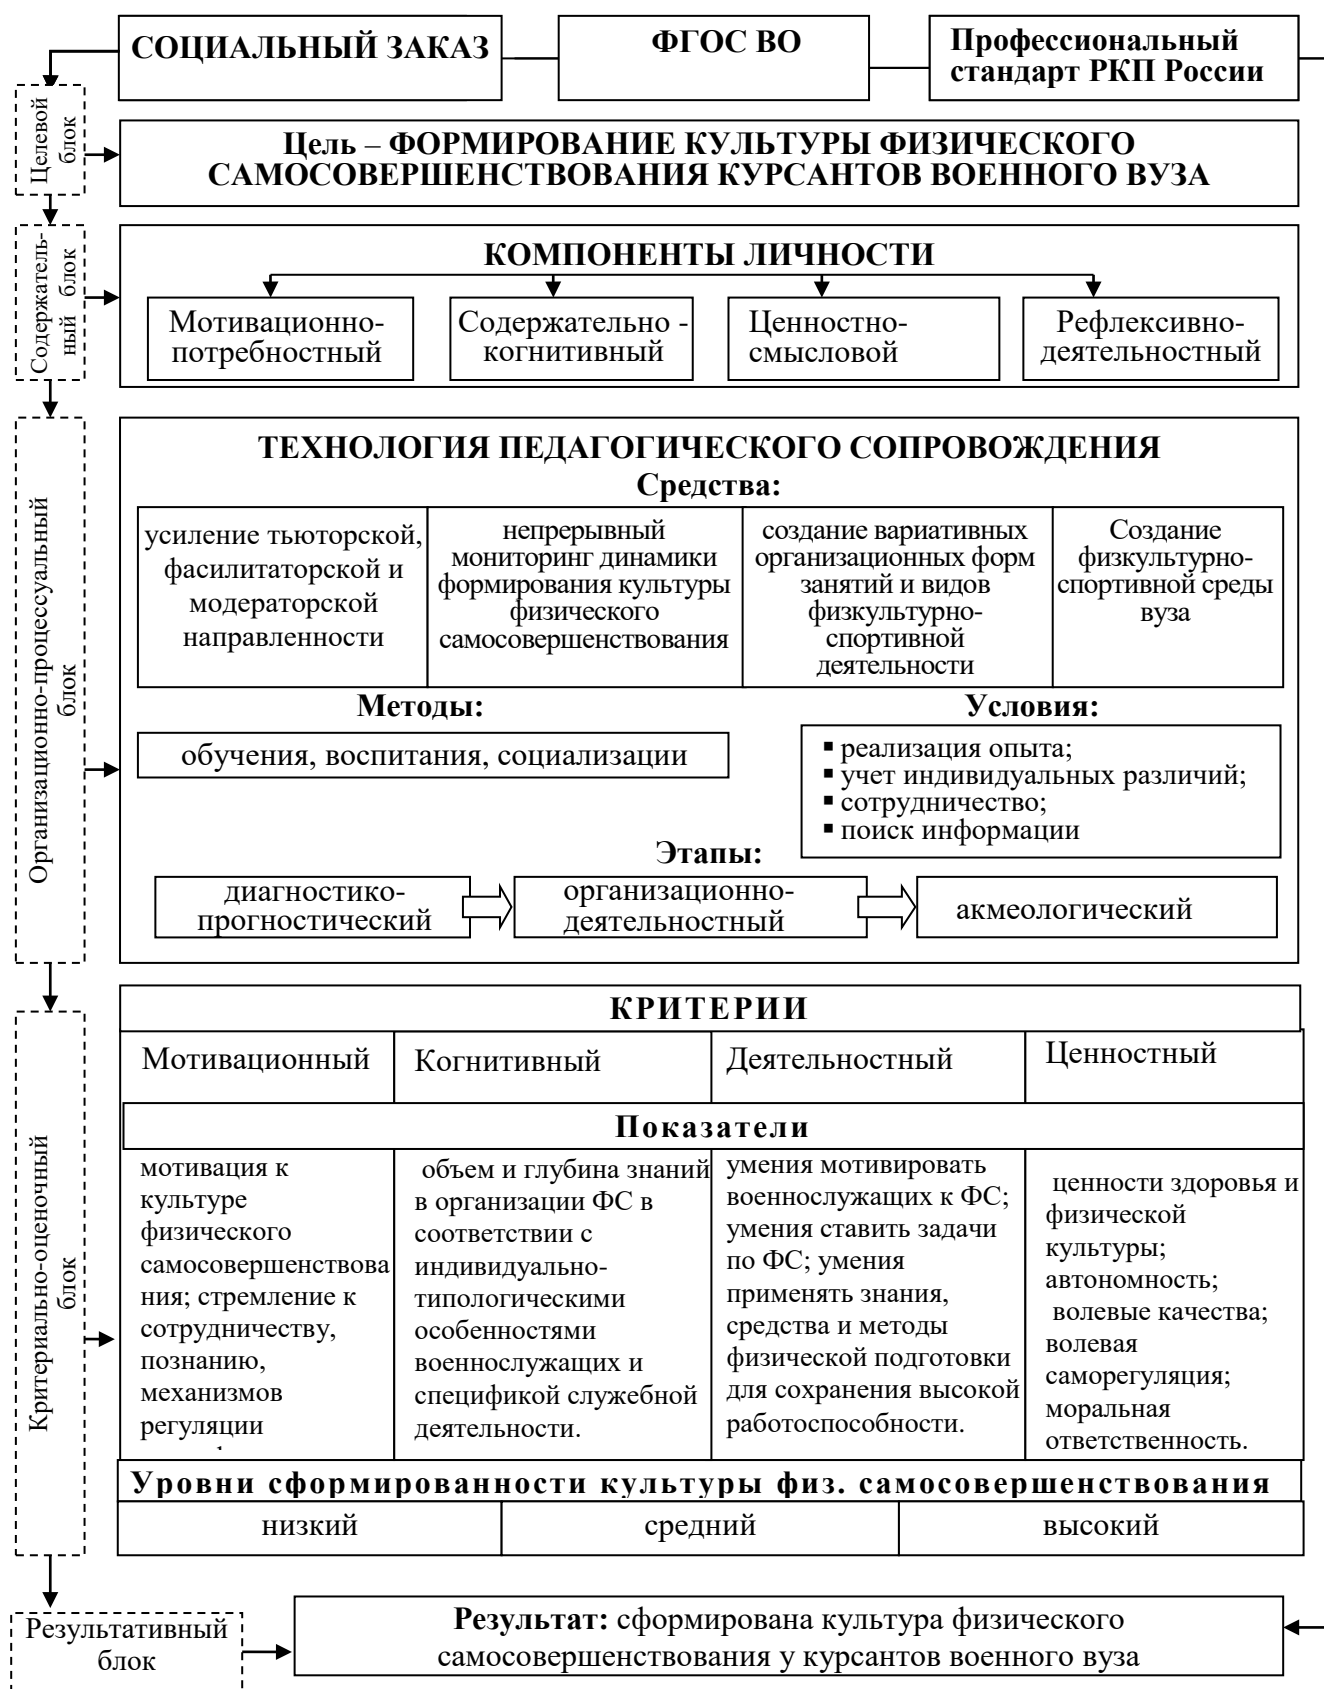 СОЦИАЛЬНЫЙ ЗАКАЗ
ФГОС ВО
Профессиональный
стандарт РКП России
Целевой
блок
Цель – ФОРМИРОВАНИЕ КУЛЬТУРЫ ФИЗИЧЕСКОГО
САМОСОВЕРШЕНСТВОВАНИЯ КУРСАНТОВ ВОЕННОГО ВУЗА
Содержатель-
ный блок
КОМПОНЕНТЫ ЛИЧНОСТИ
Мотивационно-
потребностный
Содержательно -
когнитивный
Ценностно-
смысловой
Рефлексивно-
деятельностный
Организационно-процессуальный
блок
ТЕХНОЛОГИЯ ПЕДАГОГИЧЕСКОГО СОПРОВОЖДЕНИЯ
Средства:
усиление тьюторской,
фасилитаторской и
модераторской
направленности
непрерывный
мониторинг динамики
формирования культуры
физического
самосовершенствования
создание вариативных
организационных форм
занятий и видов
физкультурно-
спортивной
деятельности
Создание
физкультурно-
спортивной среды
вуза
Методы:
обучения, воспитания, социализации
Условия:
▪ реализация опыта;
▪ учет индивидуальных различий;
▪ сотрудничество;
▪ поиск информации
Этапы:
диагностико-
прогностический
организационно-
деятельностный
акмеологический
Критериально-оценочный
блок
КРИТЕРИИ
Мотивационный
Когнитивный
Деятельностный
Ценностный
Показатели
мотивация к
культуре
физического
самосовершенствова
ния; стремление к
сотрудничеству,
познанию,
механизмов
регуляции
объем и глубина знаний
в организации ФС в
соответствии с
индивидуально-
типологическими
особенностями
военнослужащих и
спецификой служебной
деятельности.
умения мотивировать
военнослужащих к ФС;
умения ставить задачи
по ФС; умения
применять знания,
средства и методы
физической подготовки
для сохранения высокой
работоспособности.
ценности здоровья и
физической
культуры;
автономность;
волевые качества;
волевая
саморегуляция;
моральная
ответственность.
Уровни сформированности культуры физ. самосовершенствования
низкий
средний
высокий
Результативный
блок
Результат: сформирована культура физического
самосовершенствования у курсантов военного вуза